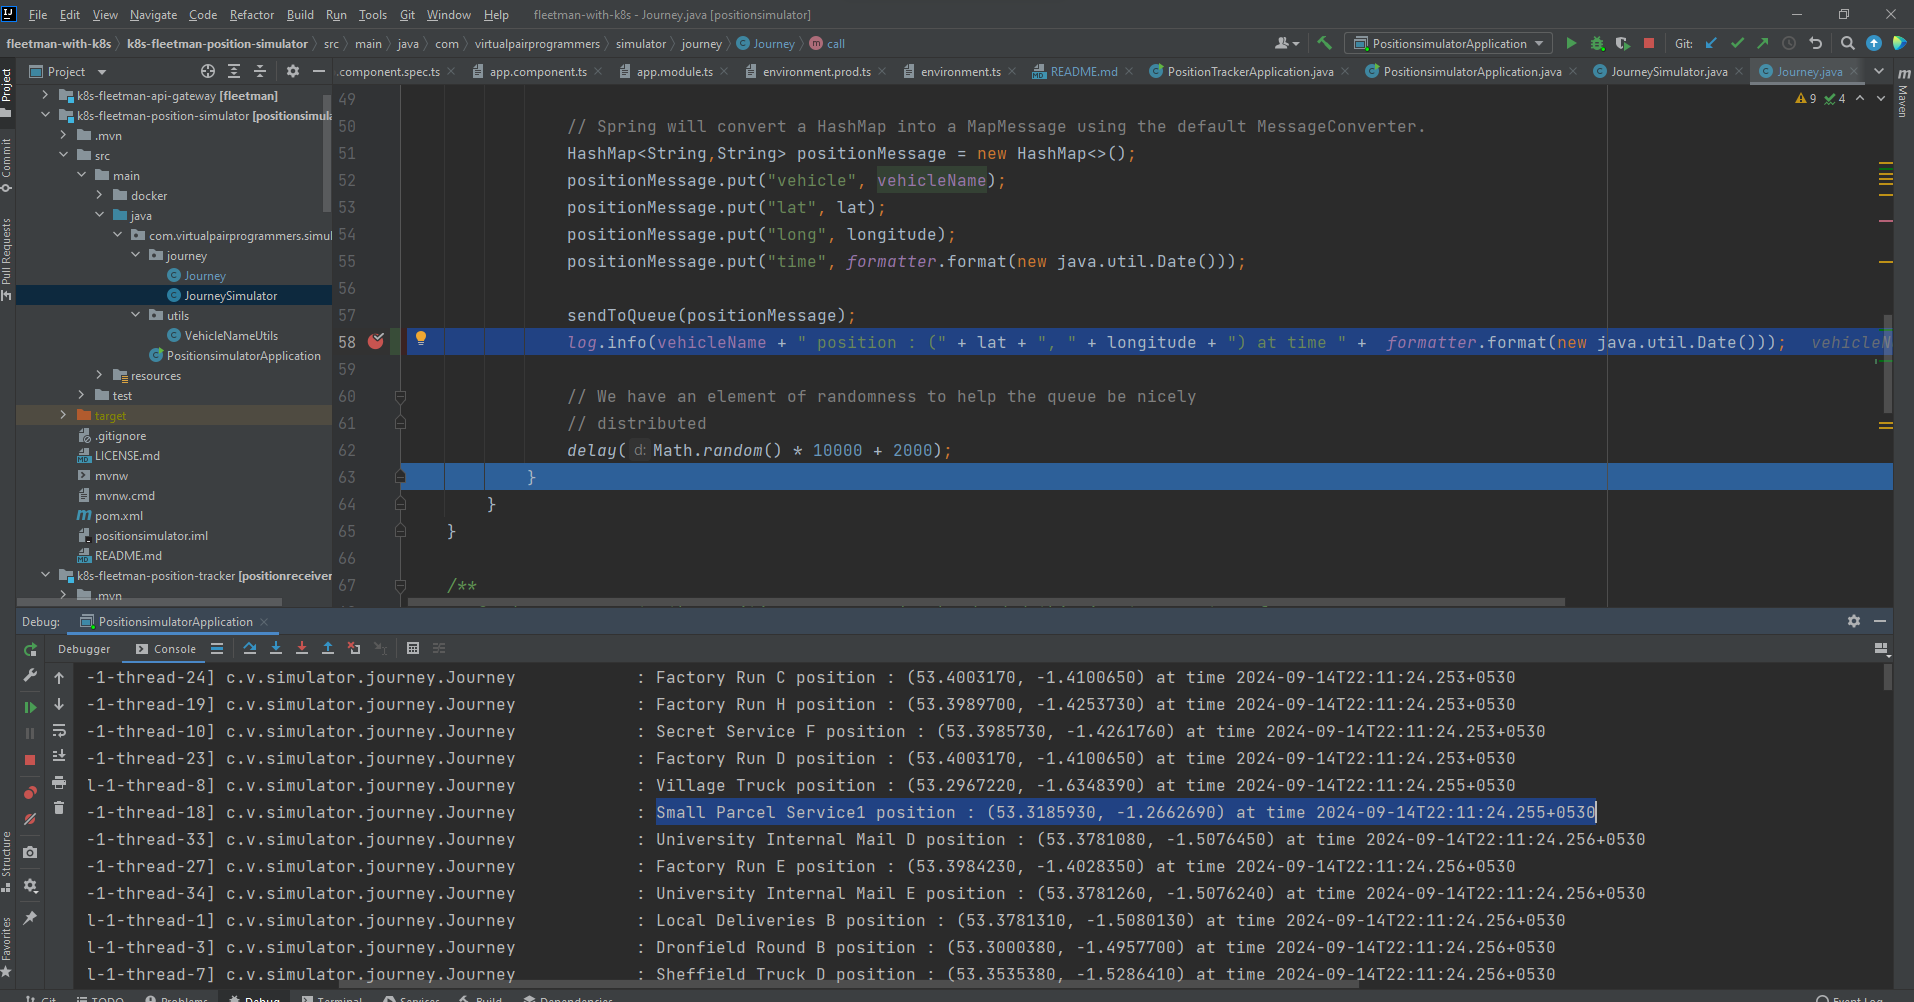 File Edit View Navigate Code Refactor Build Run Tools Git Window Help fleetman-with-k8s - Journey.java [positionsimulator]
fleetman-with-k8s k8s-fleetman-position-simulator src main java com virtualpairprogrammers simulator journey Journey call PositionsimulatorApplication Git:
Project .component.spec.ts app.component.ts app.module.ts environment.prod.ts environment.ts README.md PositionTrackerApplication.java PositionsimulatorApplication.java JourneySimulator.java Journey.java
Project
Commit
Pull Requests
Structure
Favorites
Maven
k8s-fleetman-api-gateway [fleetman]
k8s-fleetman-position-simulator [positionsimula
.mvn
src
main
docker
java
com.virtualpairprogrammers.simul
journey
Journey
JourneySimulator
utils
VehicleNameUtils
PositionsimulatorApplication
resources
test
target
.gitignore
LICENSE.md
mvnw
mvnw.cmd
pom.xml
positionsimulator.iml
README.md
k8s-fleetman-position-tracker [positionreceiver
.mvn
9 4
49
50 // Spring will convert a HashMap into a MapMessage using the default MessageConverter.
51 HashMap<String,String> positionMessage = new HashMap<>();
52 positionMessage.put("vehicle", vehicleName);
53 positionMessage.put("lat", lat);
54 positionMessage.put("long", longitude);
55 positionMessage.put("time", formatter.format(new java.util.Date()));
56
57 sendToQueue(positionMessage);
58 log.info(vehicleName + " position : (" + lat + ", " + longitude + ") at time " + formatter.format(new java.util.Date())); vehicleN
59
60 // We have an element of randomness to help the queue be nicely
61 // distributed
62 delay( d: Math.random() * 10000 + 2000);
63 }
64 }
65 }
66
67 /**
Debug: PositionsimulatorApplication
Debugger Console
-1-thread-24] c.v.simulator.journey.Journey : Factory Run C position : (53.4003170, -1.4100650) at time 2024-09-14T22:11:24.253+0530
-1-thread-19] c.v.simulator.journey.Journey : Factory Run H position : (53.3989700, -1.4253730) at time 2024-09-14T22:11:24.253+0530
-1-thread-10] c.v.simulator.journey.Journey : Secret Service F position : (53.3985730, -1.4261760) at time 2024-09-14T22:11:24.253+0530
-1-thread-23] c.v.simulator.journey.Journey : Factory Run D position : (53.4003170, -1.4100650) at time 2024-09-14T22:11:24.255+0530
l-1-thread-8] c.v.simulator.journey.Journey : Village Truck position : (53.2967220, -1.6348390) at time 2024-09-14T22:11:24.255+0530
-1-thread-18] c.v.simulator.journey.Journey : Small Parcel Service1 position : (53.3185930, -1.2662690) at time 2024-09-14T22:11:24.255+0530
-1-thread-33] c.v.simulator.journey.Journey : University Internal Mail D position : (53.3781080, -1.5076450) at time 2024-09-14T22:11:24.256+0530
-1-thread-27] c.v.simulator.journey.Journey : Factory Run E position : (53.3984230, -1.4028350) at time 2024-09-14T22:11:24.256+0530
-1-thread-34] c.v.simulator.journey.Journey : University Internal Mail E position : (53.3781260, -1.5076240) at time 2024-09-14T22:11:24.256+0530
l-1-thread-1] c.v.simulator.journey.Journey : Local Deliveries B position : (53.3781310, -1.5080130) at time 2024-09-14T22:11:24.256+0530
l-1-thread-3] c.v.simulator.journey.Journey : Dronfield Round B position : (53.3000380, -1.4957700) at time 2024-09-14T22:11:24.256+0530
l-1-thread-7] c.v.simulator.journey.Journey : Sheffield Truck D position : (53.3535380, -1.5286410) at time 2024-09-14T22:11:24.256+0530
Git TODO Problems Debug Terminal Services Build Dependencies Event Log